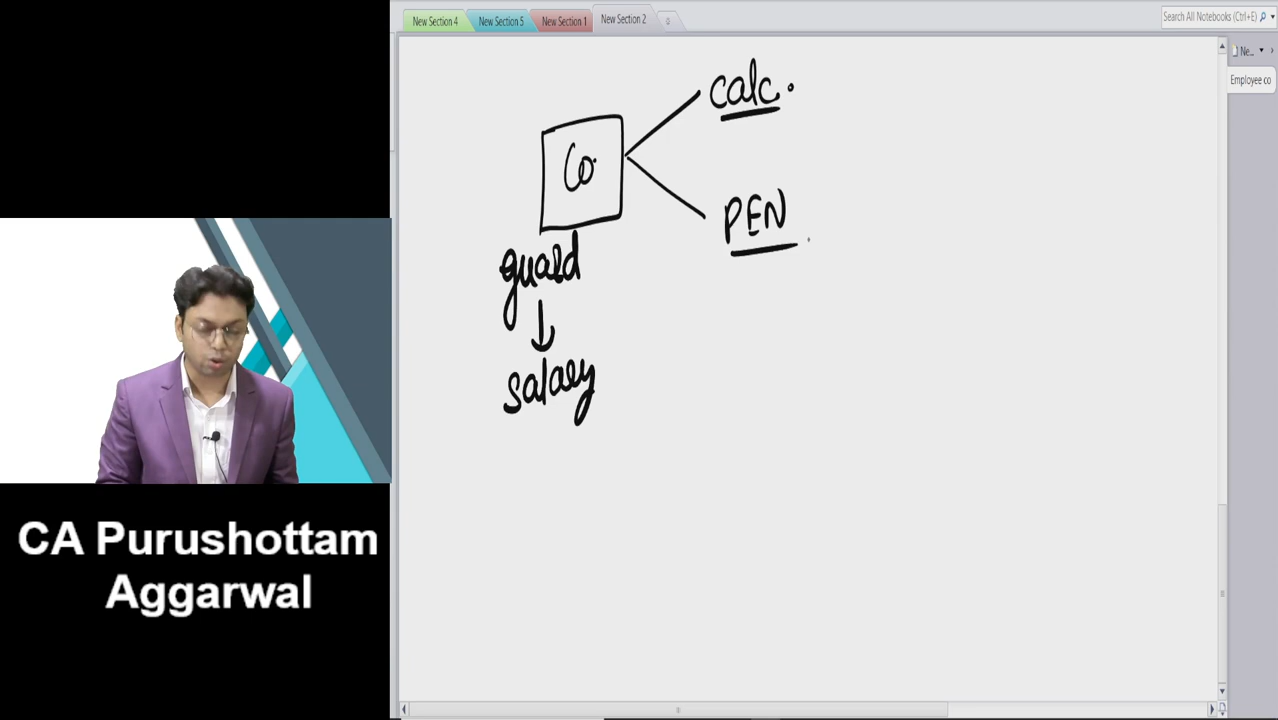 New Section 4
New Section 5
New Section 1
New Section 2
Search All Notebooks (Ctrl+E)
Ne...
Employee co
calc.
Co.
PEN
guard
salary
CA Purushottam
Aggarwal